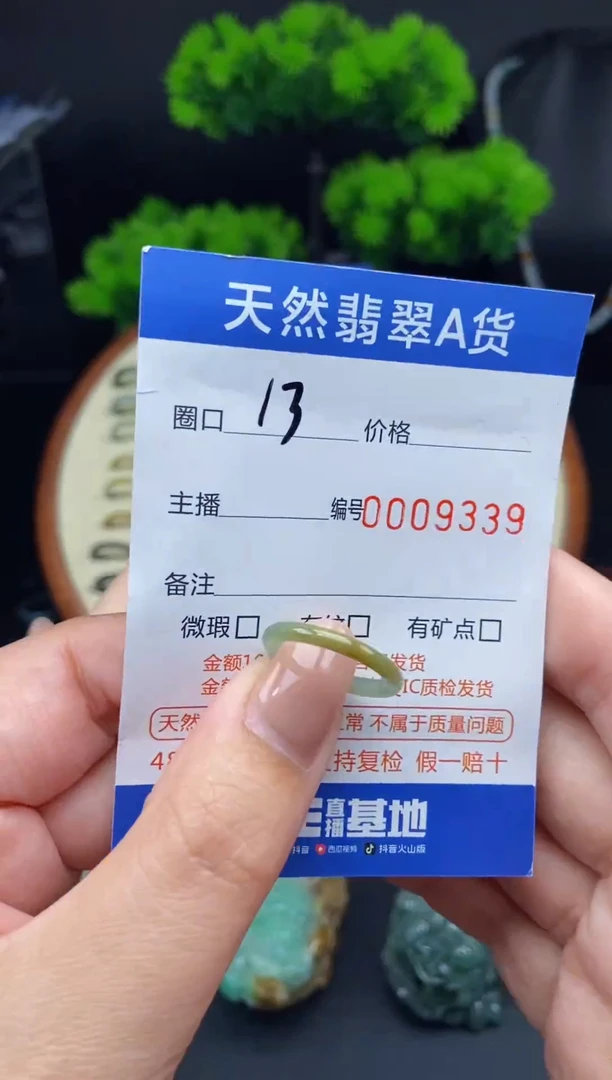 天然翡翠A货
圈口 13 价格
主播 编号0009339
备注
微瑕 有矿点
金额1 发货
金 IC质检发货
天然 常 不属于质量问题
48 支持复检 假一赔十
直播基地
抖音 西瓜视频 抖音火山版